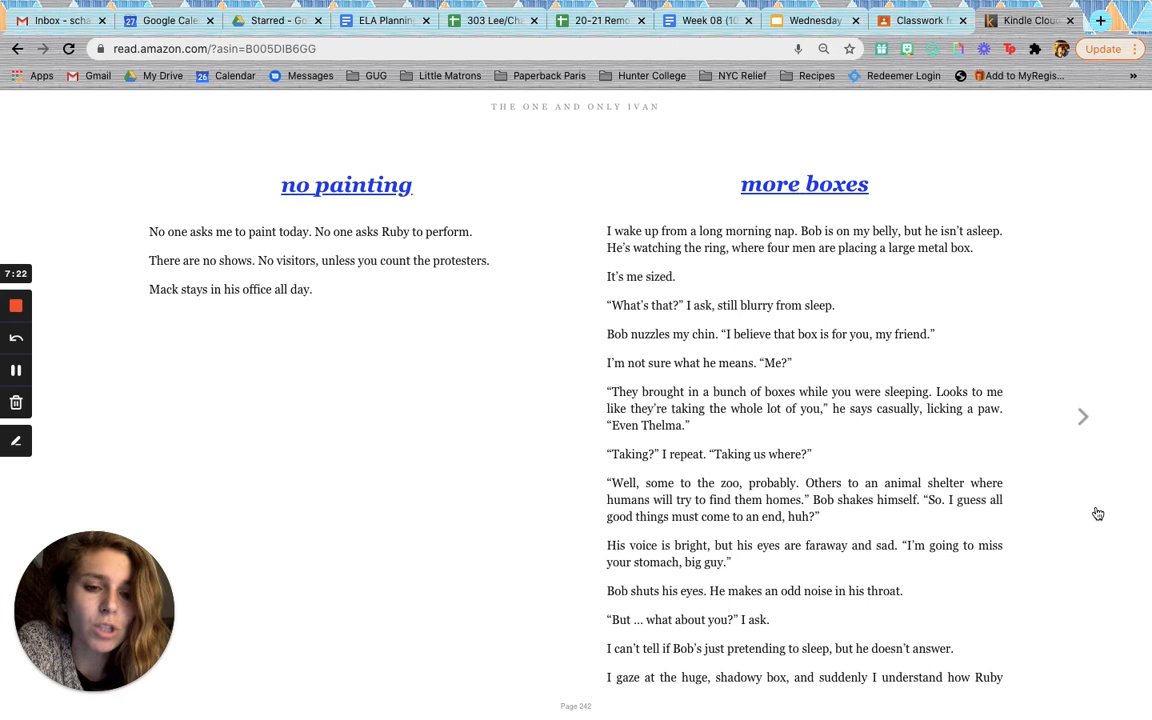 Inbox - scha
Google Cale
Starred - Go
ELA Planning
303 Lee/Cha
20-21 Remo
Week 08 (10
Wednesday
Classwork f
Kindle Clou
read.amazon.com/?asin=B005DIB6GG
Update
Apps
Gmail
My Drive
26
Calendar
Messages
GUG
Little Matrons
Paperback Paris
Hunter College
NYC Relief
Recipes
Redeemer Login
Add to MyRegis...
»
THE ONE AND ONLY IVAN
no painting
No one asks me to paint today. No one asks Ruby to perform.
There are no shows. No visitors, unless you count the protesters.
Mack stays in his office all day.
more boxes
I wake up from a long morning nap. Bob is on my belly, but he isn’t asleep.
He’s watching the ring, where four men are placing a large metal box.
It’s me sized.
“What’s that?” I ask, still blurry from sleep.
Bob nuzzles my chin. “I believe that box is for you, my friend.”
I’m not sure what he means. “Me?”
“They brought in a bunch of boxes while you were sleeping. Looks to me
like they’re taking the whole lot of you,” he says casually, licking a paw.
“Even Thelma.”
“Taking?” I repeat. “Taking us where?”
“Well, some to the zoo, probably. Others to an animal shelter where
humans will try to find them homes.” Bob shakes himself. “So. I guess all
good things must come to an end, huh?”
His voice is bright, but his eyes are faraway and sad. “I’m going to miss
your stomach, big guy.”
Bob shuts his eyes. He makes an odd noise in his throat.
“But ... what about you?” I ask.
I can’t tell if Bob’s just pretending to sleep, but he doesn’t answer.
I gaze at the huge, shadowy box, and suddenly I understand how Ruby
7:22
Page 242